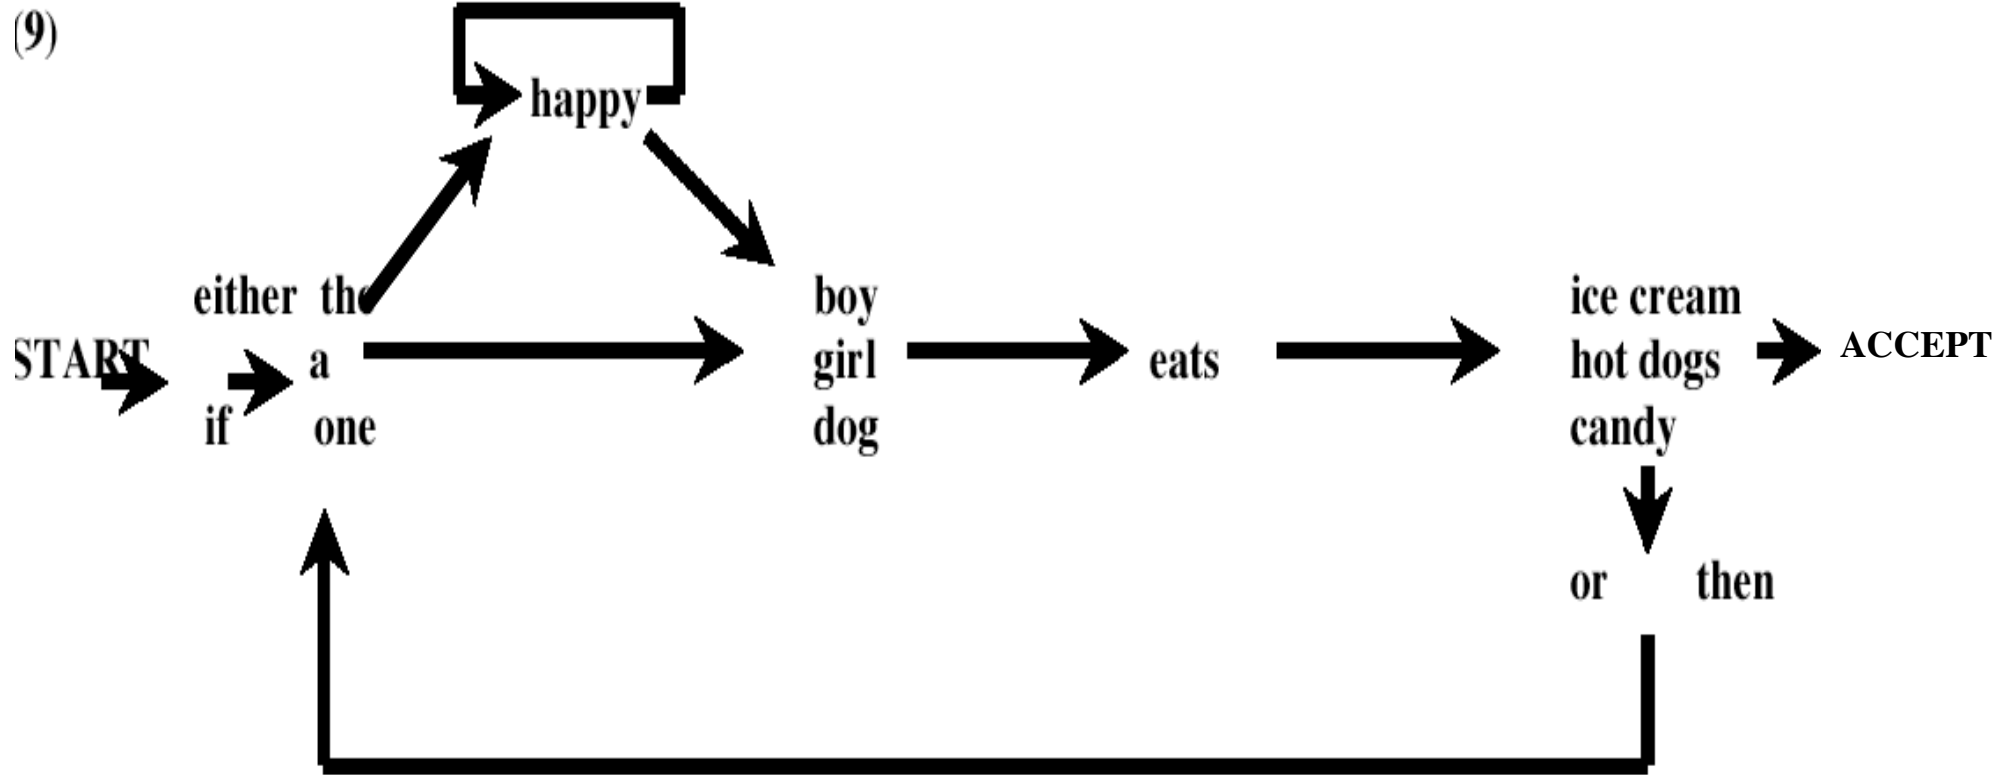 (9)
happy
either the boy ice cream
START a girl eats hot dogs ACCEPT
if one dog candy
or then